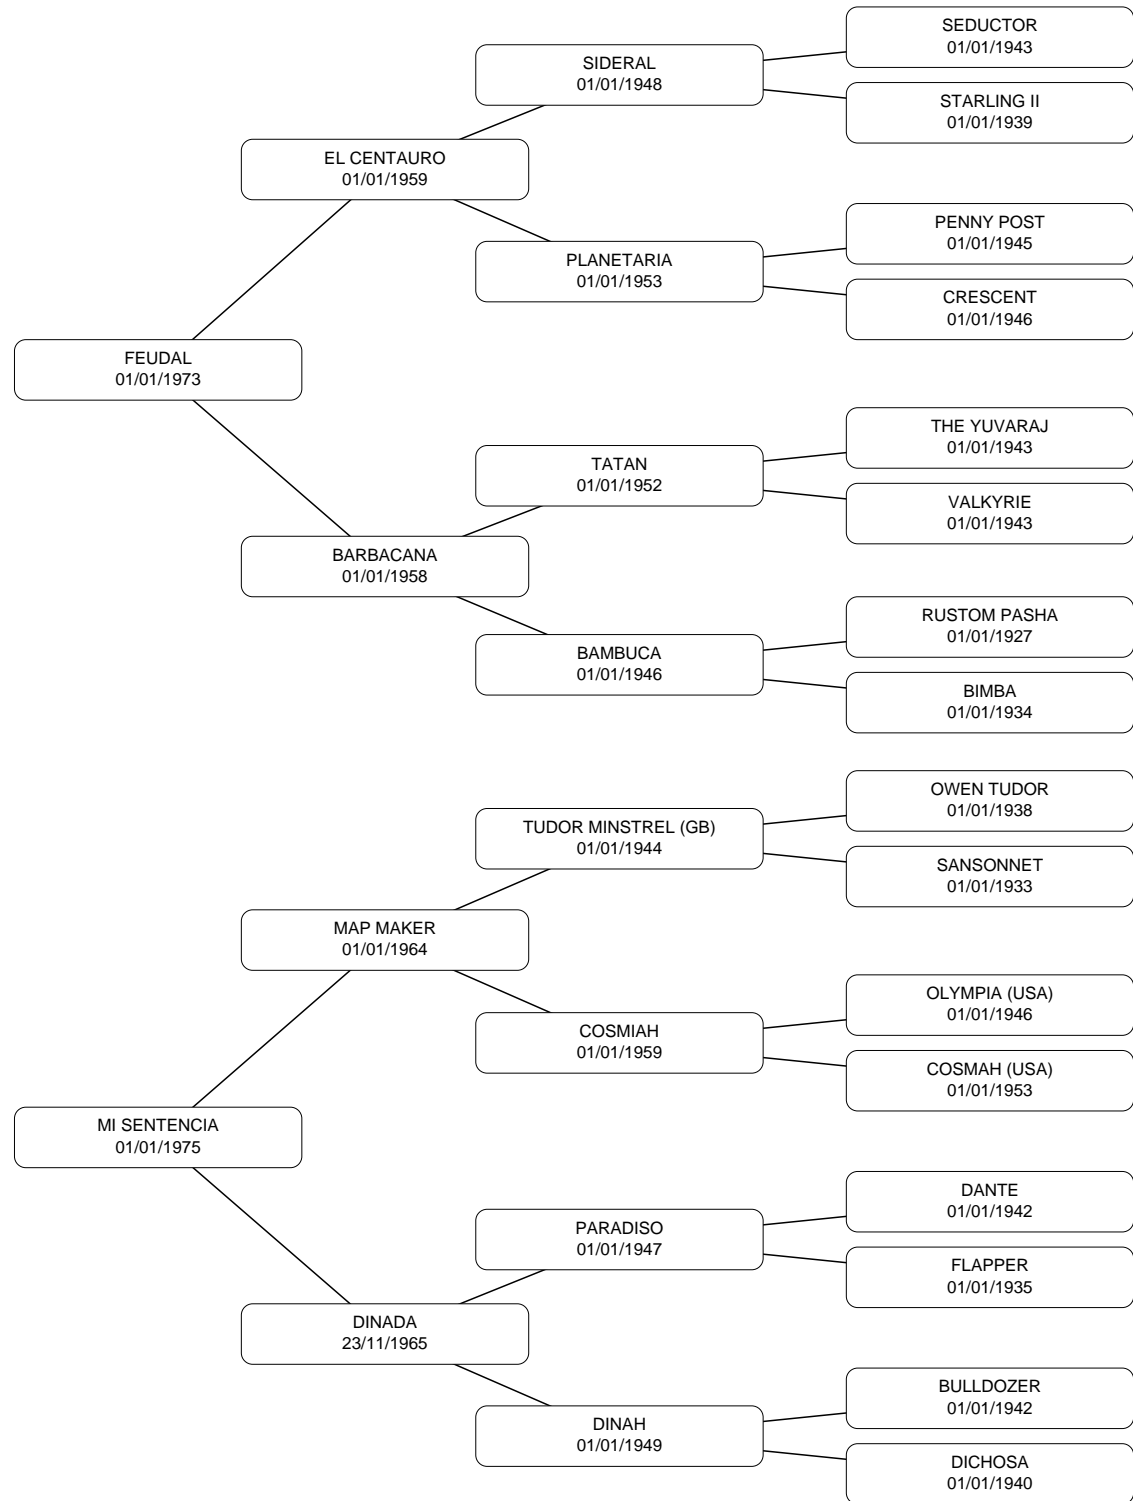 SEDUCTOR
01/01/1943
SIDERAL
01/01/1948
STARLING II
01/01/1939
EL CENTAURO
01/01/1959
PENNY POST
01/01/1945
PLANETARIA
01/01/1953
CRESCENT
01/01/1946
FEUDAL
01/01/1973
THE YUVARAJ
01/01/1943
TATAN
01/01/1952
VALKYRIE
01/01/1943
BARBACANA
01/01/1958
RUSTOM PASHA
01/01/1927
BAMBUCA
01/01/1946
BIMBA
01/01/1934
OWEN TUDOR
01/01/1938
TUDOR MINSTREL (GB)
01/01/1944
SANSONNET
01/01/1933
MAP MAKER
01/01/1964
OLYMPIA (USA)
01/01/1946
COSMIAH
01/01/1959
COSMAH (USA)
01/01/1953
MI SENTENCIA
01/01/1975
DANTE
01/01/1942
PARADISO
01/01/1947
FLAPPER
01/01/1935
DINADA
23/11/1965
BULLDOZER
01/01/1942
DINAH
01/01/1949
DICHOSA
01/01/1940